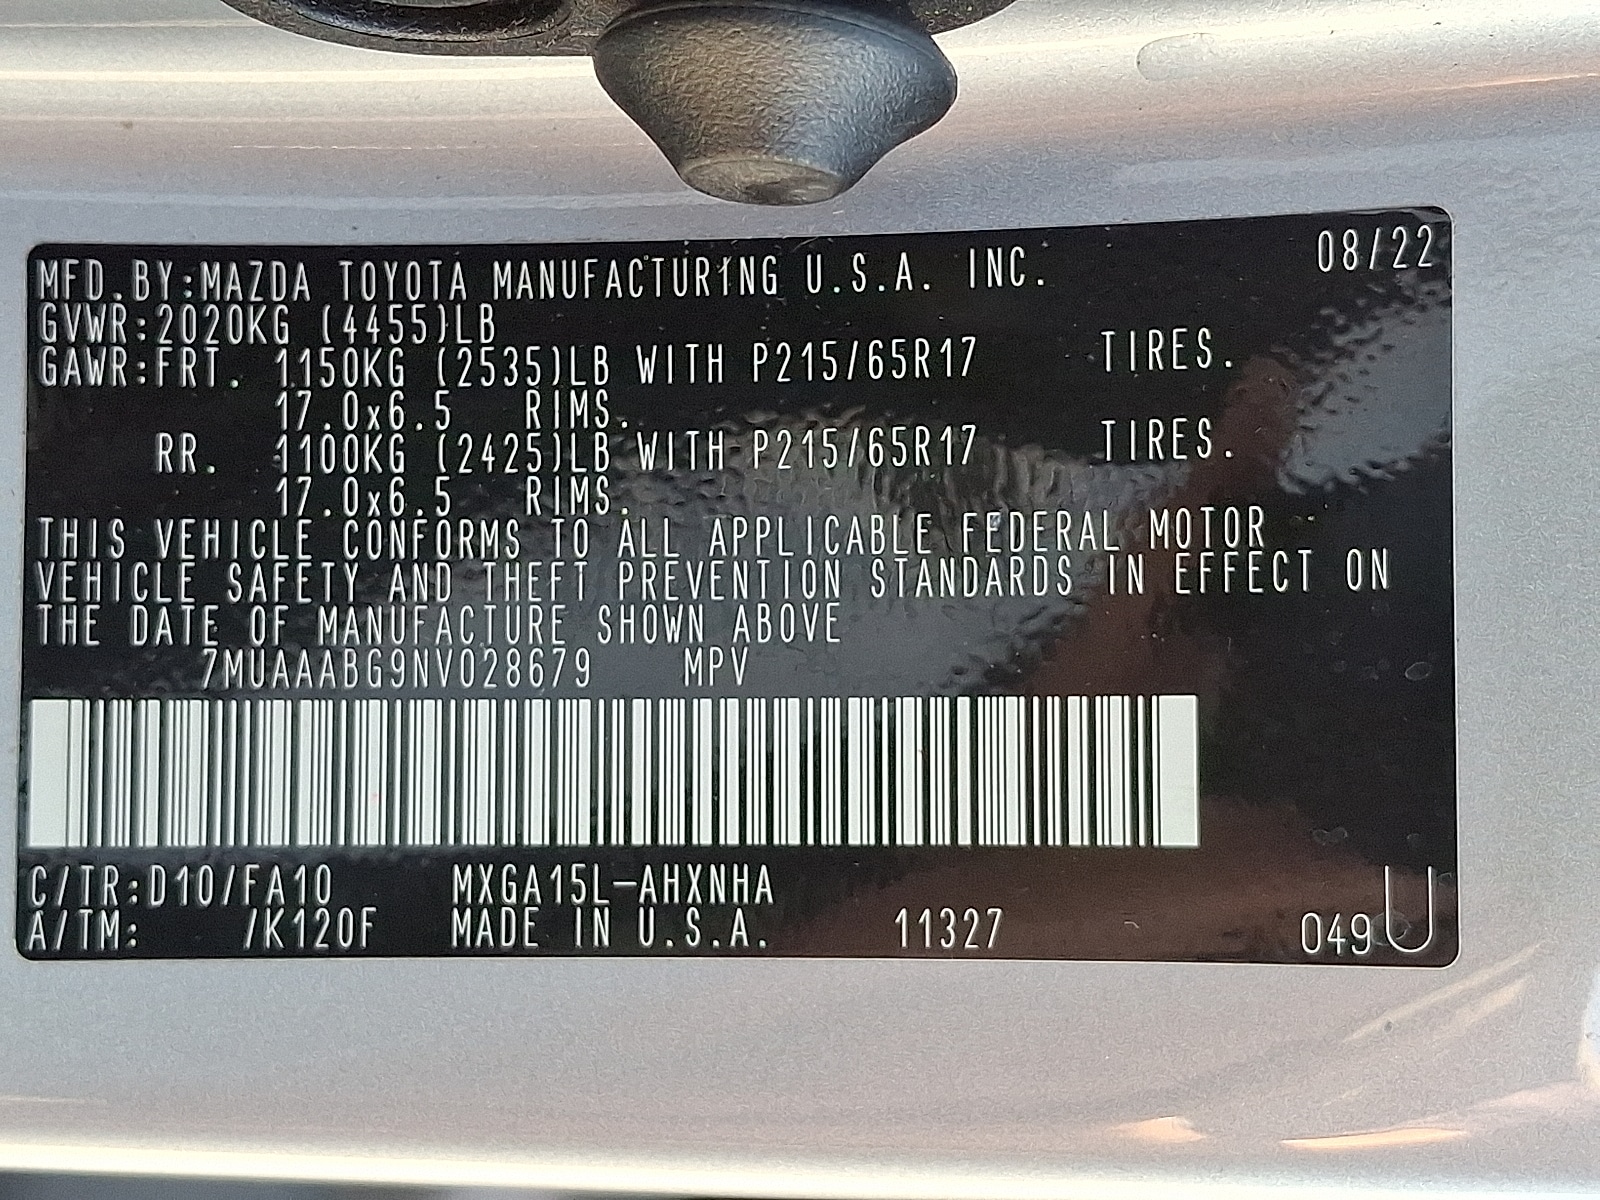 MFD.BY:MAZDA TOYOTA MANUFACTURING U.S.A. INC. 08/22
GVWR:2020KG (4455)LB
GAWR:FRT. 1150KG (2535)LB WITH P215/65R17 TIRES.
17.0x6.5 RIMS.
RR. 1100KG (2425)LB WITH P215/65R17 TIRES.
17.0x6.5 RIMS.
THIS VEHICLE CONFORMS TO ALL APPLICABLE FEDERAL MOTOR
VEHICLE SAFETY AND THEFT PREVENTION STANDARDS IN EFFECT ON
THE DATE OF MANUFACTURE SHOWN ABOVE
7MUAAABG9NV028679 MPV
C/TR:D10/FA10 MXGA15L-AHXNHA
A/TM: /K120F MADE IN U.S.A. 11327 049 U